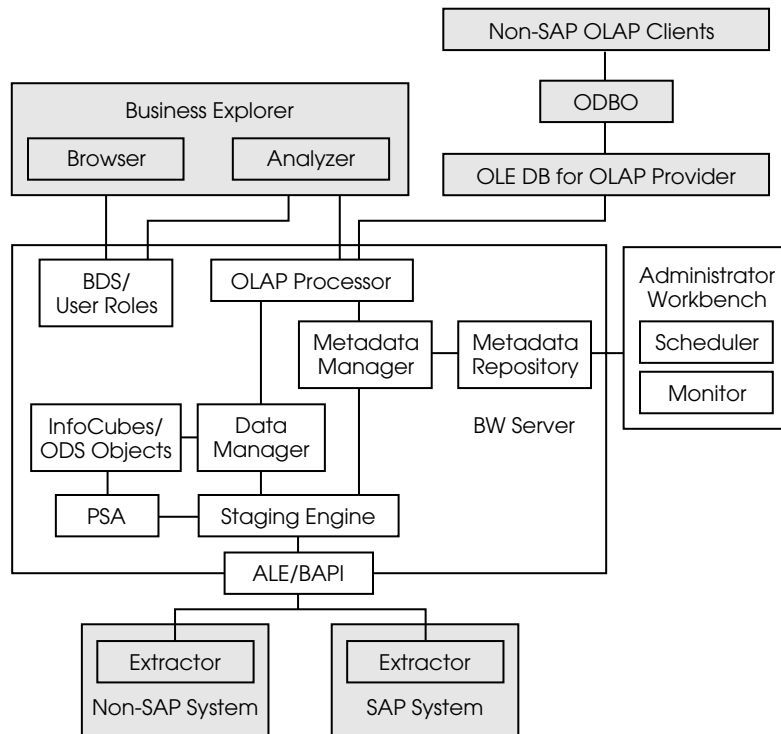 Non-SAP OLAP Clients
ODBO
OLE DB for OLAP Provider
Business Explorer
Browser
Analyzer
BDS/
User Roles
OLAP Processor
Metadata
Manager
Metadata
Repository
Administrator
Workbench
Scheduler
Monitor
InfoCubes/
ODS Objects
Data
Manager
BW Server
PSA
Staging Engine
ALE/BAPI
Extractor
Non-SAP System
Extractor
SAP System